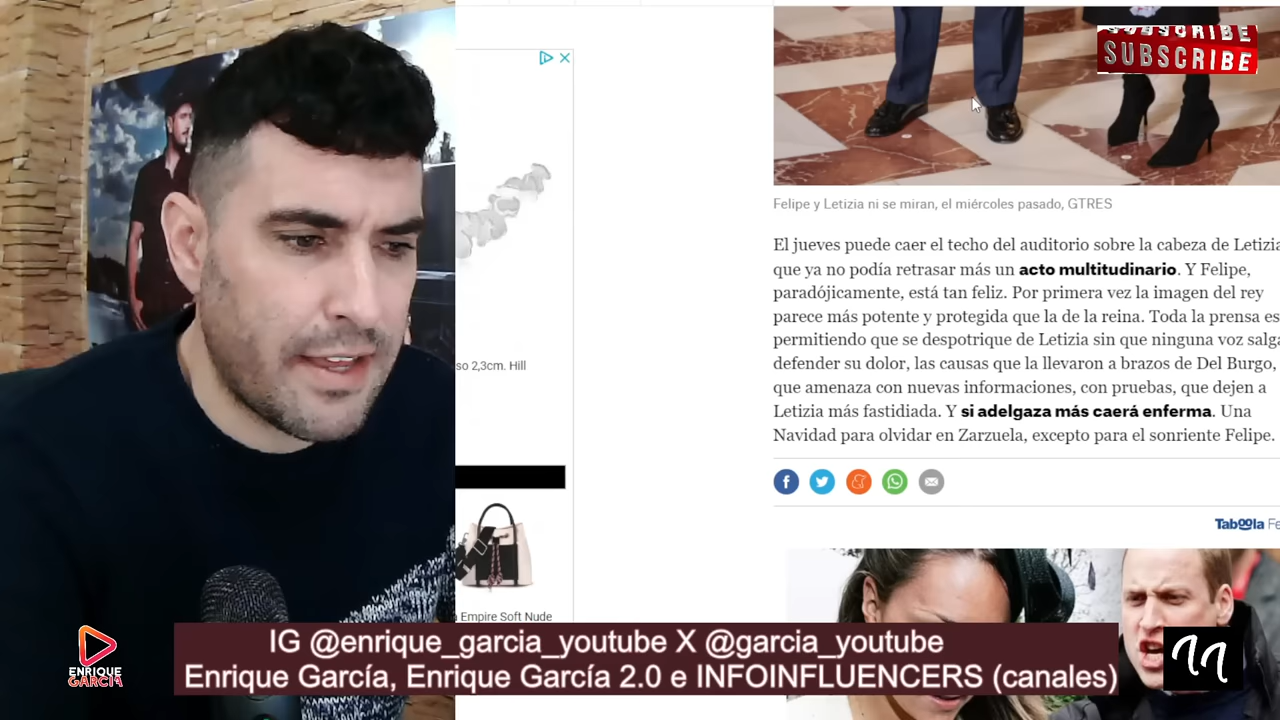 SUBSCRIBE
SUBSCRIBE
Felipe y Letizia ni se miran, el miércoles pasado, GTRES
El jueves puede caer el techo del auditorio sobre la cabeza de Letizia
que ya no podía retrasar más un acto multitudinario. Y Felipe,
paradójicamente, está tan feliz. Por primera vez la imagen del rey
parece más potente y protegida que la de la reina. Toda la prensa es
permitiendo que se despotrique de Letizia sin que ninguna voz salga
defender su dolor, las causas que la llevaron a brazos de Del Burgo,
que amenaza con nuevas informaciones, con pruebas, que dejen a
Letizia más fastidiada. Y si adelgaza más caerá enferma. Una
Navidad para olvidar en Zarzuela, excepto para el sonriente Felipe.
so 2,3cm. Hill
Taboola Fe
Empire Soft Nude
IG @enrique_garcia_youtube X @garcia_youtube
Enrique García, Enrique García 2.0 e INFOINFLUENCERS (canales)
ENRIQUE
GARCÍA